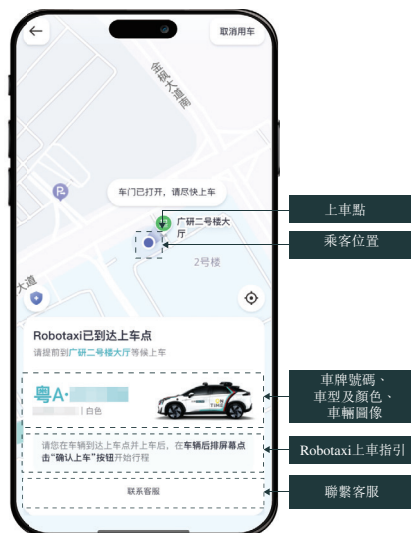 取消用车
金枫大道南
车门已打开，请尽快上车
广研二号楼大
厅
2号楼
大道
Robotaxi已到达上车点
请提前到广研二号楼大厅等候上车
粤A·
| 白色
请您在车辆到达上车点并上车后，在车辆后排屏幕点
击“确认上车”按钮开始行程
联系客服
上車點
乘客位置
車牌號碼、
車型及顏色、
車輛圖像
Robotaxi上車指引
聯繫客服